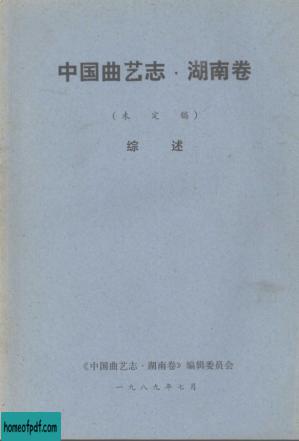 中国曲艺志·湖南卷
（未定稿）
综 述
《中国曲艺志·湖南卷》编辑委员会
一九八九年七月
homeofpdf.com